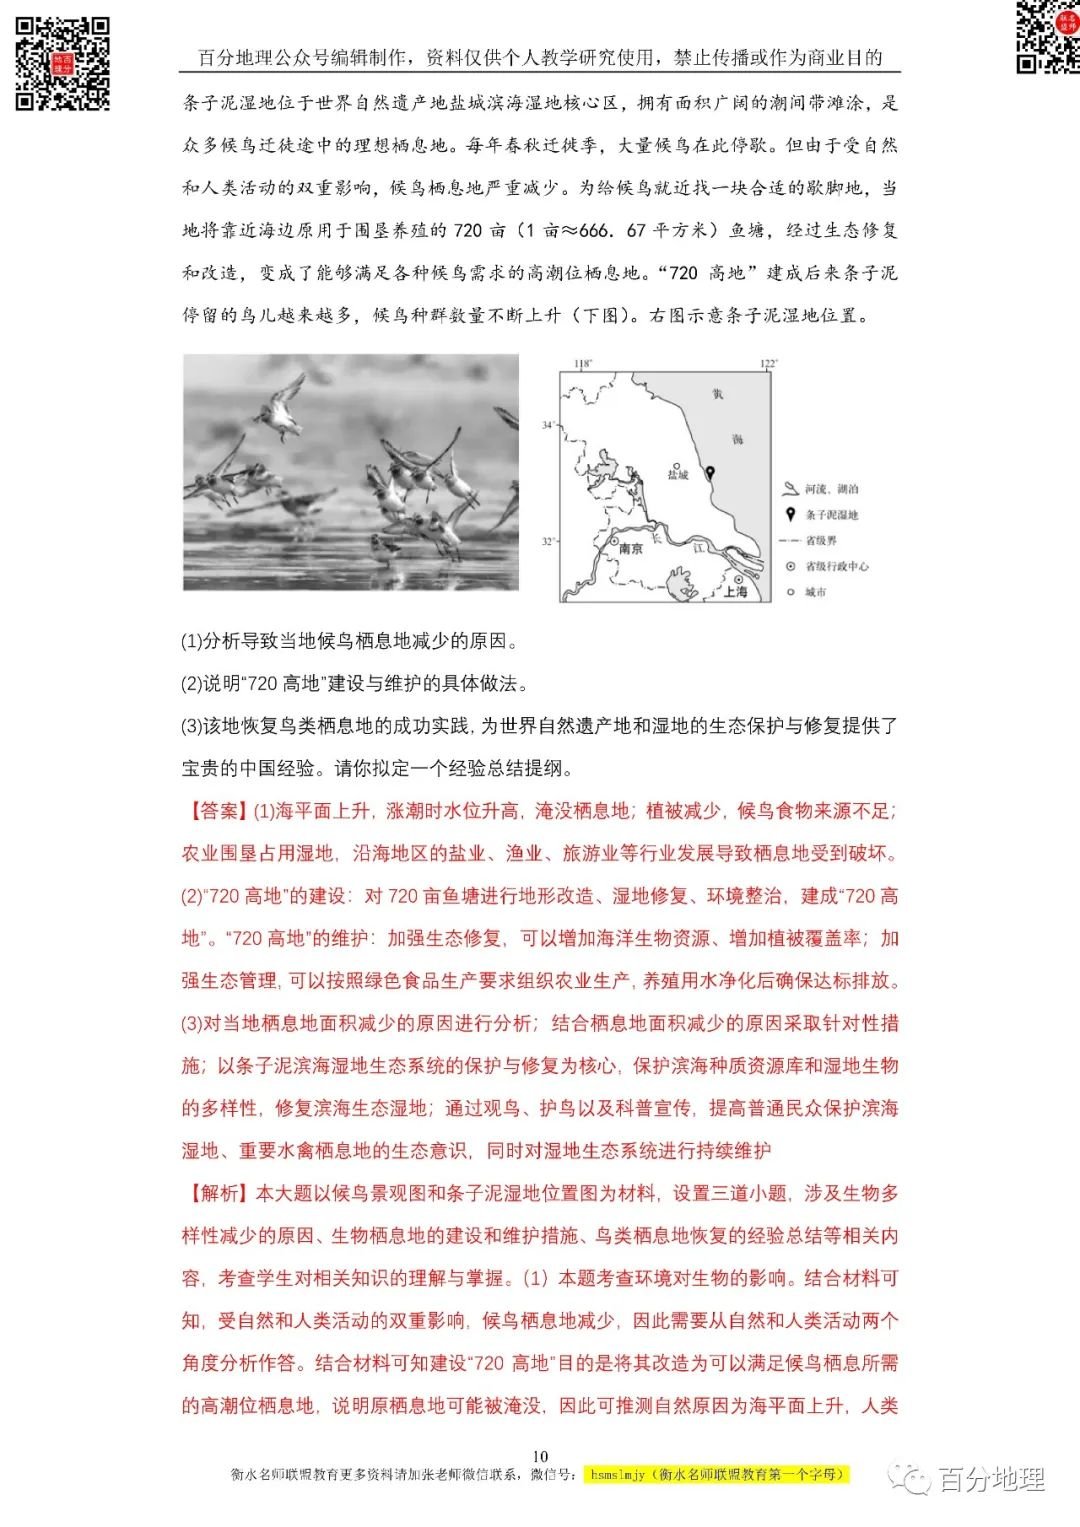 百分地理公众号编辑制作，资料仅供个人教学研究使用，禁止传播或作为商业目的
条子泥湿地位于世界自然遗产地盐城滨海湿地核心区，拥有面积广阔的潮间带滩涂，是
众多候鸟迁徒途中的理想栖息地。每年春秋迁徙季，大量候鸟在此停歇。但由于受自然
和人类活动的双重影响，候鸟栖息地严重减少。为给候鸟就近找一块合适的歇脚地，当
地将靠近海边原用于围垦养殖的 720 亩（1 亩≈666．67 平方米）鱼塘，经过生态修复
和改造，变成了能够满足各种候鸟需求的高潮位栖息地。“720 高地”建成后来条子泥
停留的鸟儿越来越多，候鸟种群数量不断上升（下图）。右图示意条子泥湿地位置。
118°
122°
黄
海
34°
盐城
32°
南京
长
江
上海
河流，湖泊
条子泥湿地
省级界
省级行政中心
城市
(1)分析导致当地候鸟栖息地减少的原因。
(2)说明“720 高地”建设与维护的具体做法。
(3)该地恢复鸟类栖息地的成功实践，为世界自然遗产地和湿地的生态保护与修复提供了
宝贵的中国经验。请你拟定一个经验总结提纲。
【答案】(1)海平面上升，涨潮时水位升高，淹没栖息地；植被减少，候鸟食物来源不足；
农业围垦占用湿地，沿海地区的盐业、渔业、旅游业等行业发展导致栖息地受到破坏。
(2)“720 高地”的建设：对 720 亩鱼塘进行地形改造、湿地修复、环境整治，建成“720 高
地”。“720 高地”的维护：加强生态修复，可以增加海洋生物资源、增加植被覆盖率；加
强生态管理，可以按照绿色食品生产要求组织农业生产，养殖用水净化后确保达标排放。
(3)对当地栖息地面积减少的原因进行分析；结合栖息地面积减少的原因采取针对性措
施；以条子泥滨海湿地生态系统的保护与修复为核心，保护滨海种质资源库和湿地生物
的多样性，修复滨海生态湿地；通过观鸟、护鸟以及科普宣传，提高普通民众保护滨海
湿地、重要水禽栖息地的生态意识，同时对湿地生态系统进行持续维护
【解析】本大题以候鸟景观图和条子泥湿地位置图为材料，设置三道小题，涉及生物多
样性减少的原因、生物栖息地的建设和维护措施、鸟类栖息地恢复的经验总结等相关内
容，考查学生对相关知识的理解与掌握。（1）本题考查环境对生物的影响。结合材料可
知，受自然和人类活动的双重影响，候鸟栖息地减少，因此需要从自然和人类活动两个
角度分析作答。结合材料可知建设“720 高地”目的是将其改造为可以满足候鸟栖息所需
的高潮位栖息地，说明原栖息地可能被淹没，因此可推测自然原因为海平面上升，人类
10
衡水名师联盟教育更多资料请加张老师微信联系，微信号：hsmslmjy（衡水名师联盟教育第一个字母）
百分地理